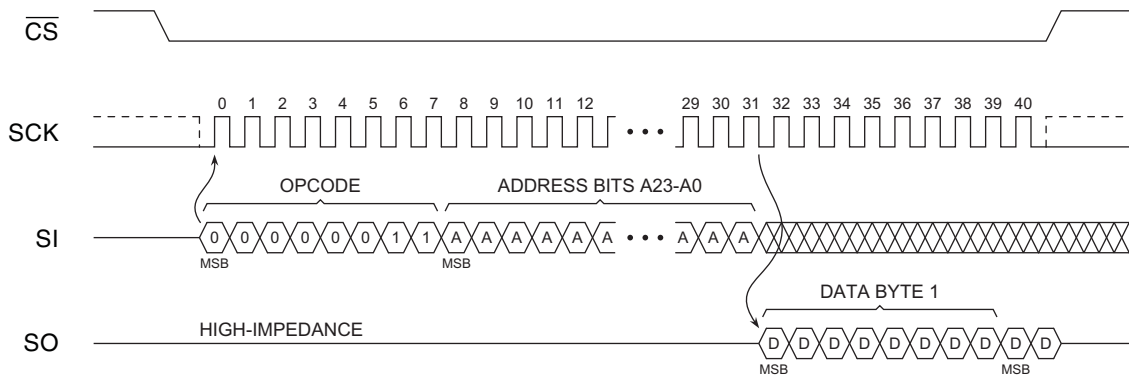 CS
SCK
0 1 2 3 4 5 6 7 8 9 10 11 12 29 30 31 32 33 34 35 36 37 38 39 40
OPCODE
ADDRESS BITS A23-A0
SI
0 0 0 0 0 0 1 1 A A A A A A A A A
MSB MSB
DATA BYTE 1
HIGH-IMPEDANCE
SO
D D D D D D D D D D
MSB MSB